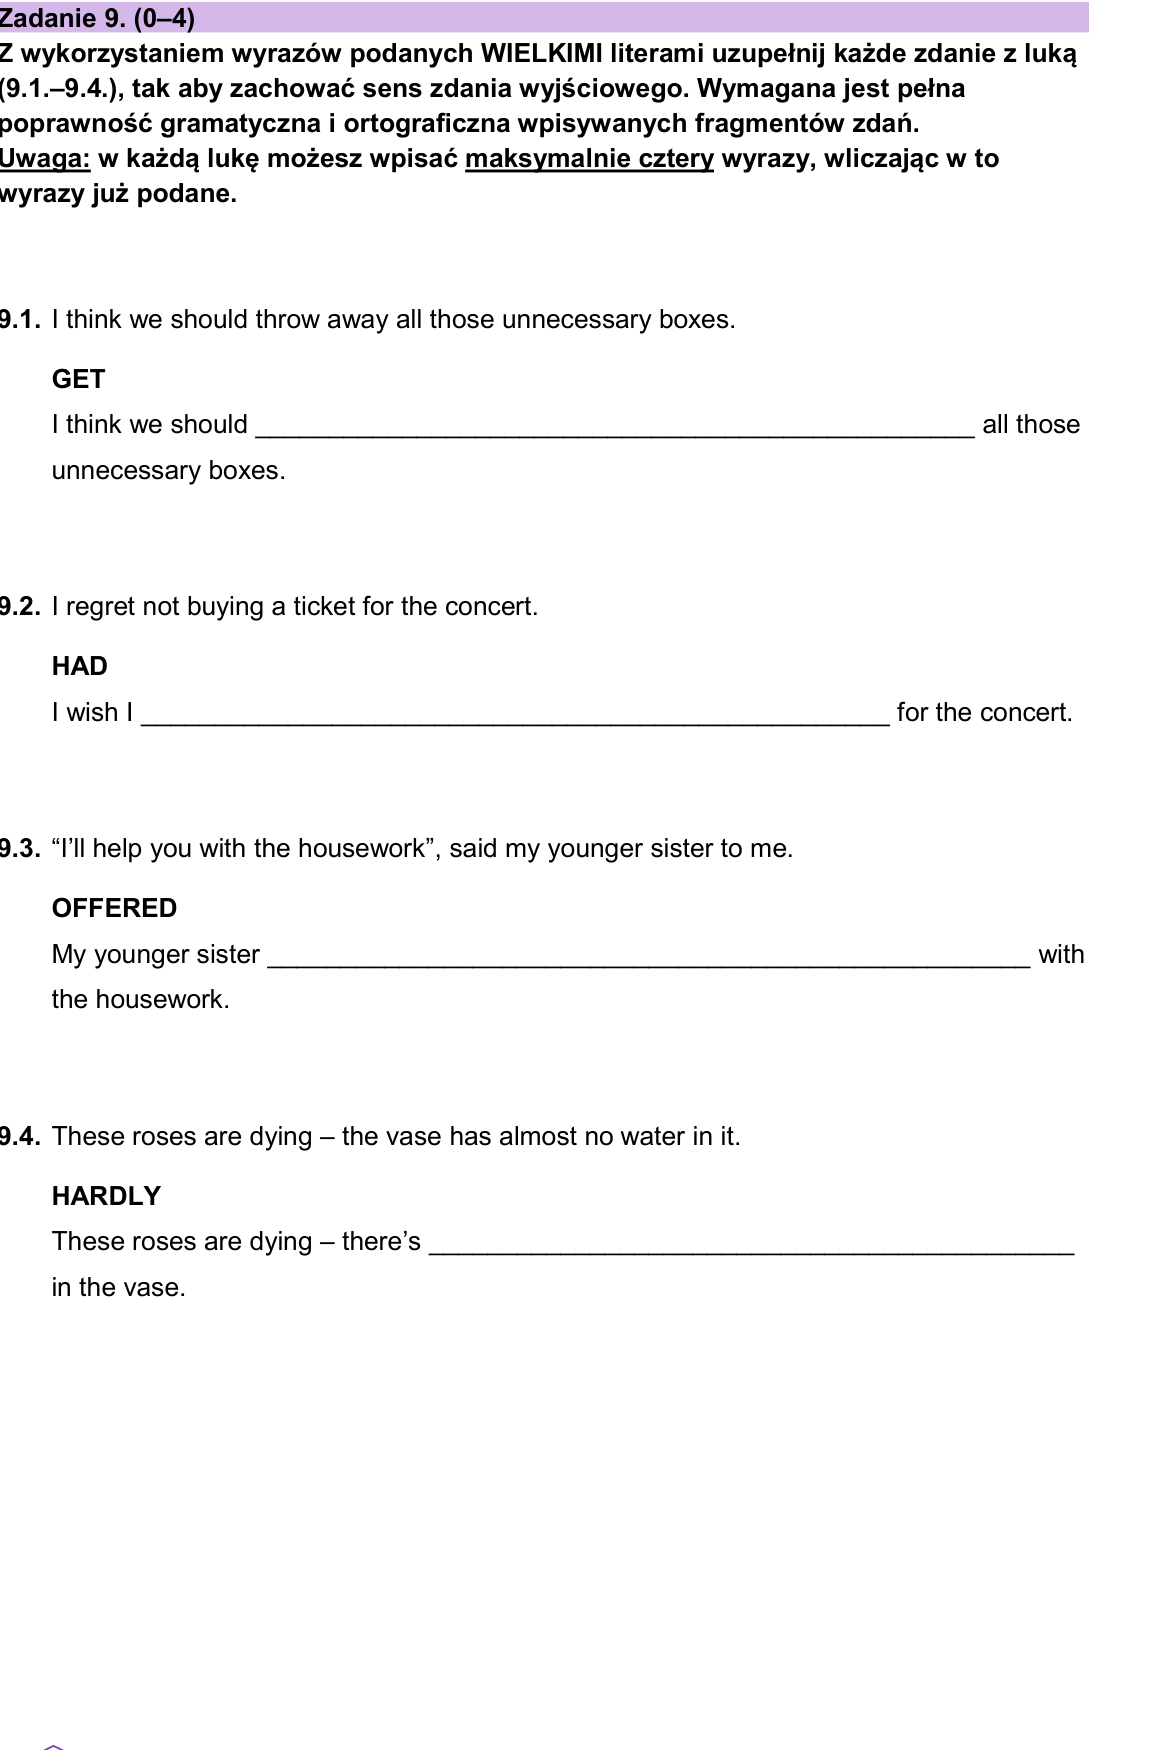 Zadanie 9. (0–4)
Z wykorzystaniem wyrazów podanych WIELKIMI literami uzupełnij każde zdanie z luką
(9.1.–9.4.), tak aby zachować sens zdania wyjściowego. Wymagana jest pełna
poprawność gramatyczna i ortograficzna wpisywanych fragmentów zdań.
Uwaga: w każdą lukę możesz wpisać maksymalnie cztery wyrazy, wliczając w to
wyrazy już podane.
9.1. I think we should throw away all those unnecessary boxes.
GET
I think we should ____________________ all those
unnecessary boxes.
9.2. I regret not buying a ticket for the concert.
HAD
I wish I ____________________ for the concert.
9.3. “I’ll help you with the housework”, said my younger sister to me.
OFFERED
My younger sister ____________________ with
the housework.
9.4. These roses are dying – the vase has almost no water in it.
HARDLY
These roses are dying – there’s ____________________
in the vase.